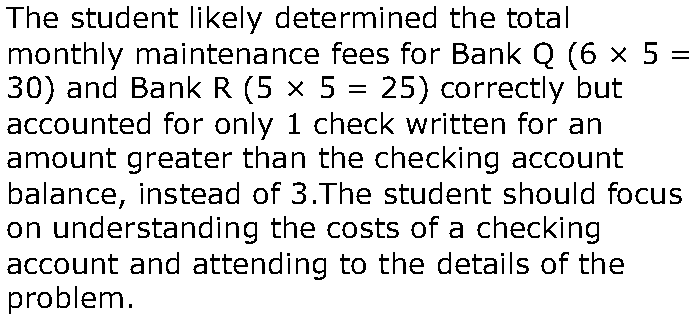 The student likely determined the total
monthly maintenance fees for Bank Q (6 × 5 =
30) and Bank R (5 × 5 = 25) correctly but
accounted for only 1 check written for an
amount greater than the checking account
balance, instead of 3.The student should focus
on understanding the costs of a checking
account and attending to the details of the
problem.